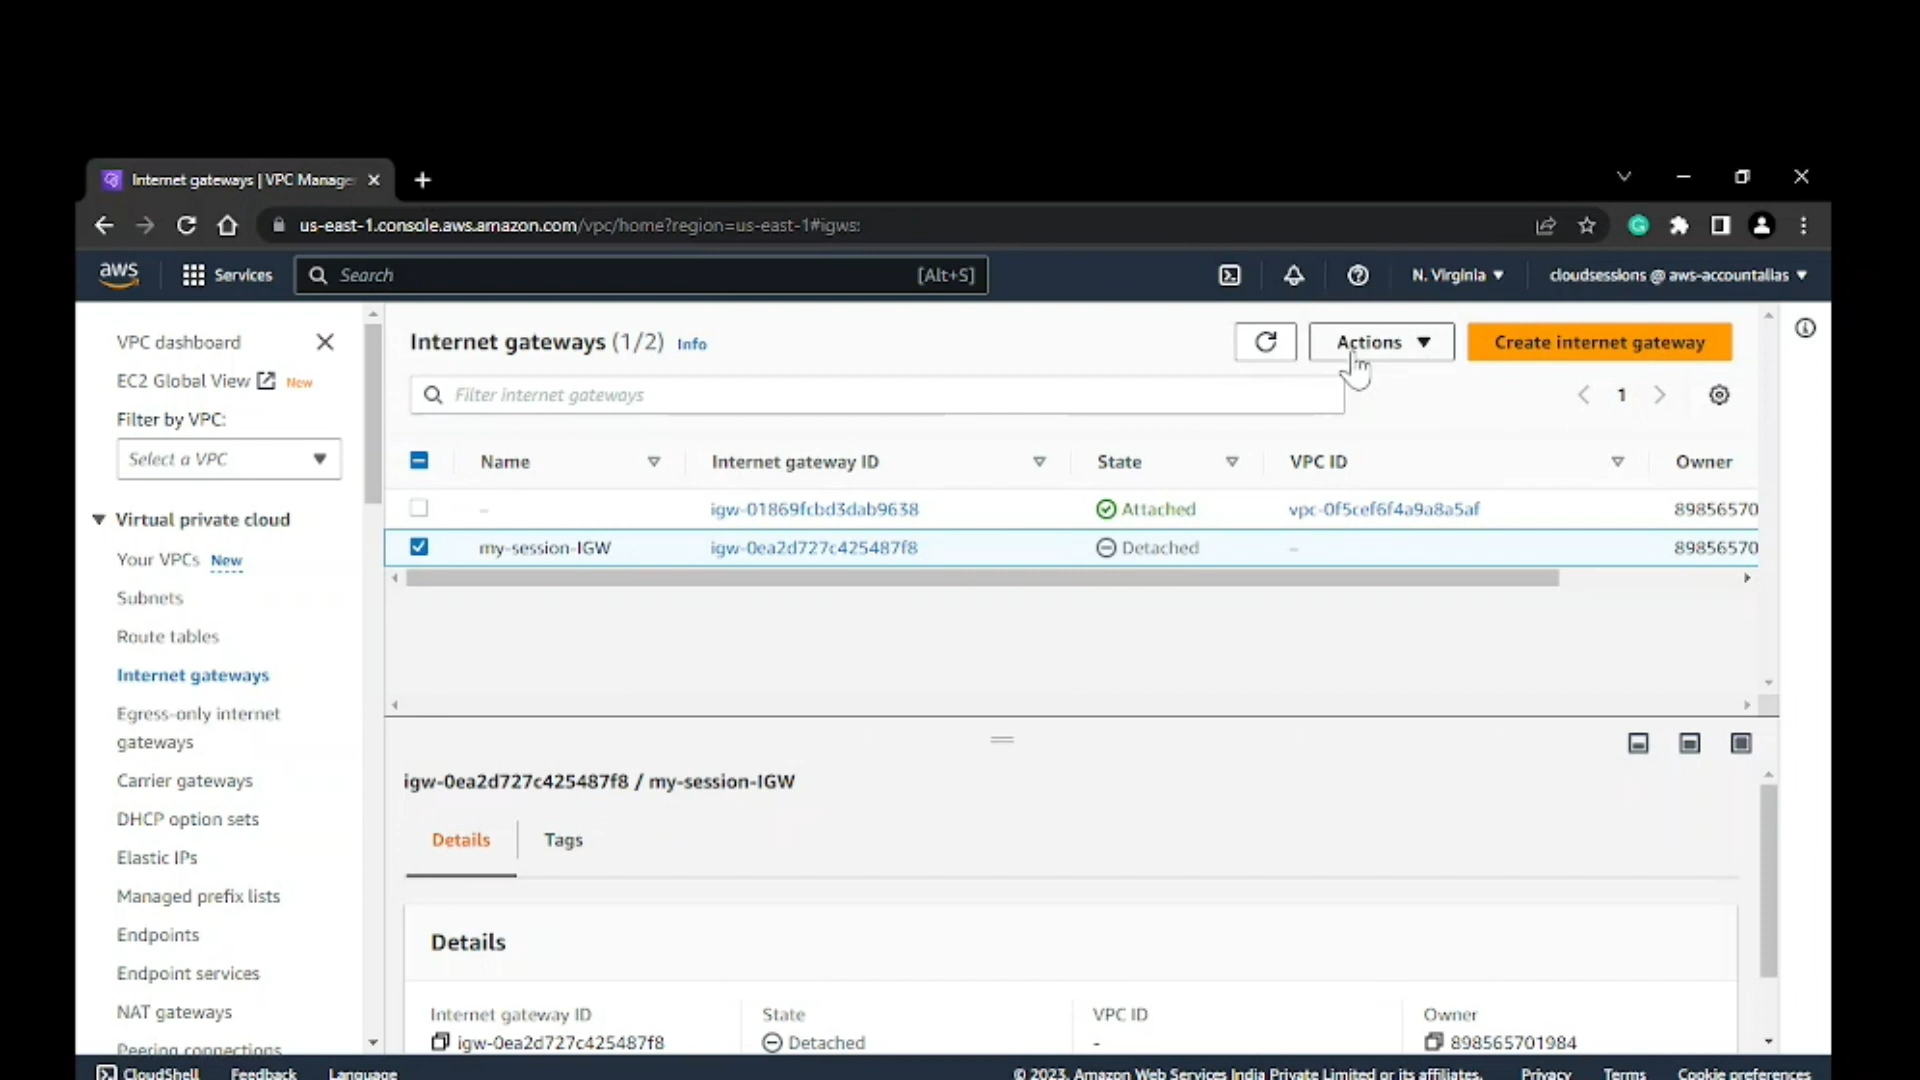 Internet gateways | VPC Manage
us-east-1.console.aws.amazon.com/vpc/home?region=us-east-1#igws:
aws
Services
Search
[Alt+S]
N. Virginia
cloudsessions @ aws-accountalias
VPC dashboard
EC2 Global View New
Filter by VPC:
Select a VPC
Virtual private cloud
Your VPCs New
Subnets
Route tables
Internet gateways
Egress-only internet
gateways
Carrier gateways
DHCP option sets
Elastic IPs
Managed prefix lists
Endpoints
Endpoint services
NAT gateways
Peering connections
Internet gateways (1/2) Info
Actions
Create internet gateway
Filter internet gateways
1
Name Internet gateway ID State VPC ID Owner
– igw-01869fcbd3dab9638 Attached vpc-0f5cef6f4a9a8a5af 89856570
my-session-IGW igw-0ea2d727c425487f8 Detached – 89856570
igw-0ea2d727c425487f8 / my-session-IGW
Details Tags
Details
Internet gateway ID State VPC ID Owner
igw-0ea2d727c425487f8 Detached - 898565701984
CloudShell Feedback Language
© 2023, Amazon Web Services India Private Limited or its affiliates. Privacy Terms Cookie preferences